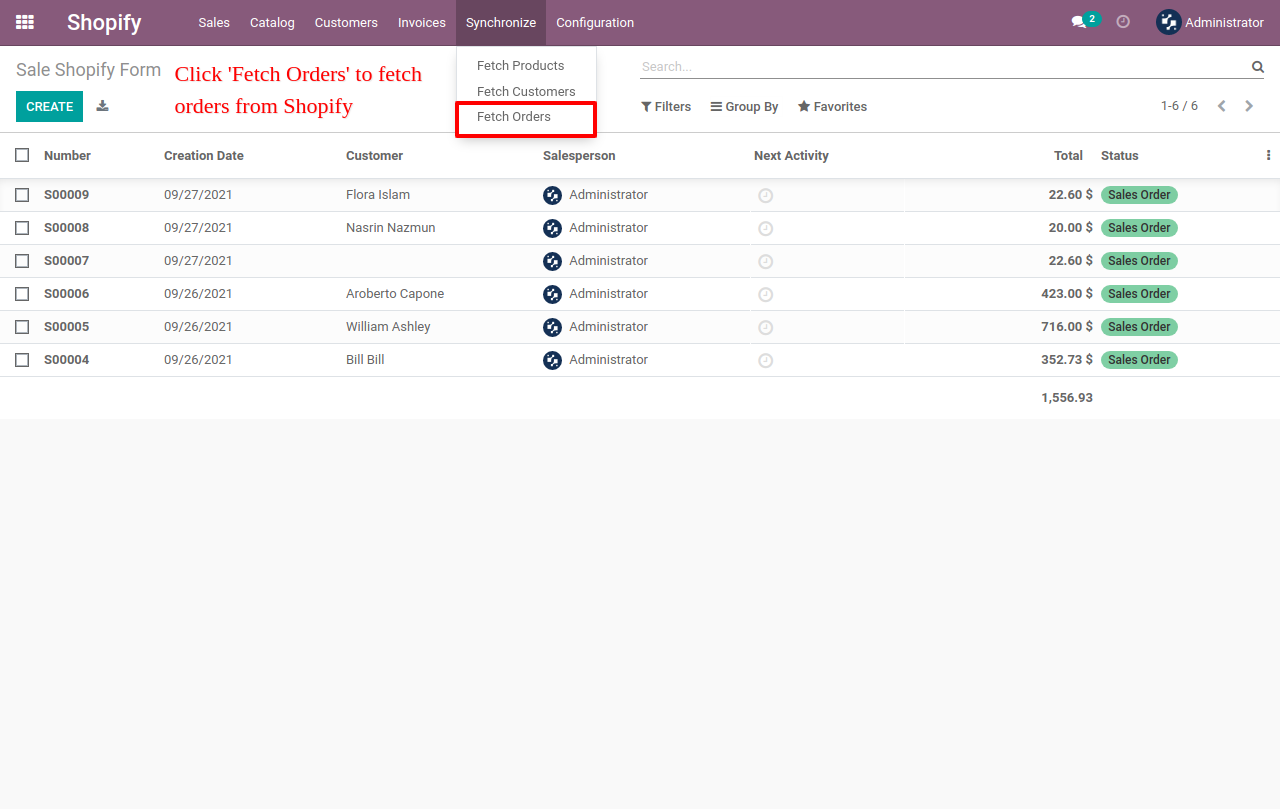 Shopify Sales Catalog Customers Invoices Synchronize Configuration 2 Administrator
Sale Shopify Form
Click 'Fetch Orders' to fetch
orders from Shopify
CREATE
Fetch Products
Fetch Customers
Fetch Orders
Search...
Filters Group By Favorites 1-6 / 6
Number Creation Date Customer Salesperson Next Activity Total Status
S00009 09/27/2021 Flora Islam Administrator 22.60 $ Sales Order
S00008 09/27/2021 Nasrin Nazmun Administrator 20.00 $ Sales Order
S00007 09/27/2021 Administrator 22.60 $ Sales Order
S00006 09/26/2021 Aroberto Capone Administrator 423.00 $ Sales Order
S00005 09/26/2021 William Ashley Administrator 716.00 $ Sales Order
S00004 09/26/2021 Bill Bill Administrator 352.73 $ Sales Order
1,556.93